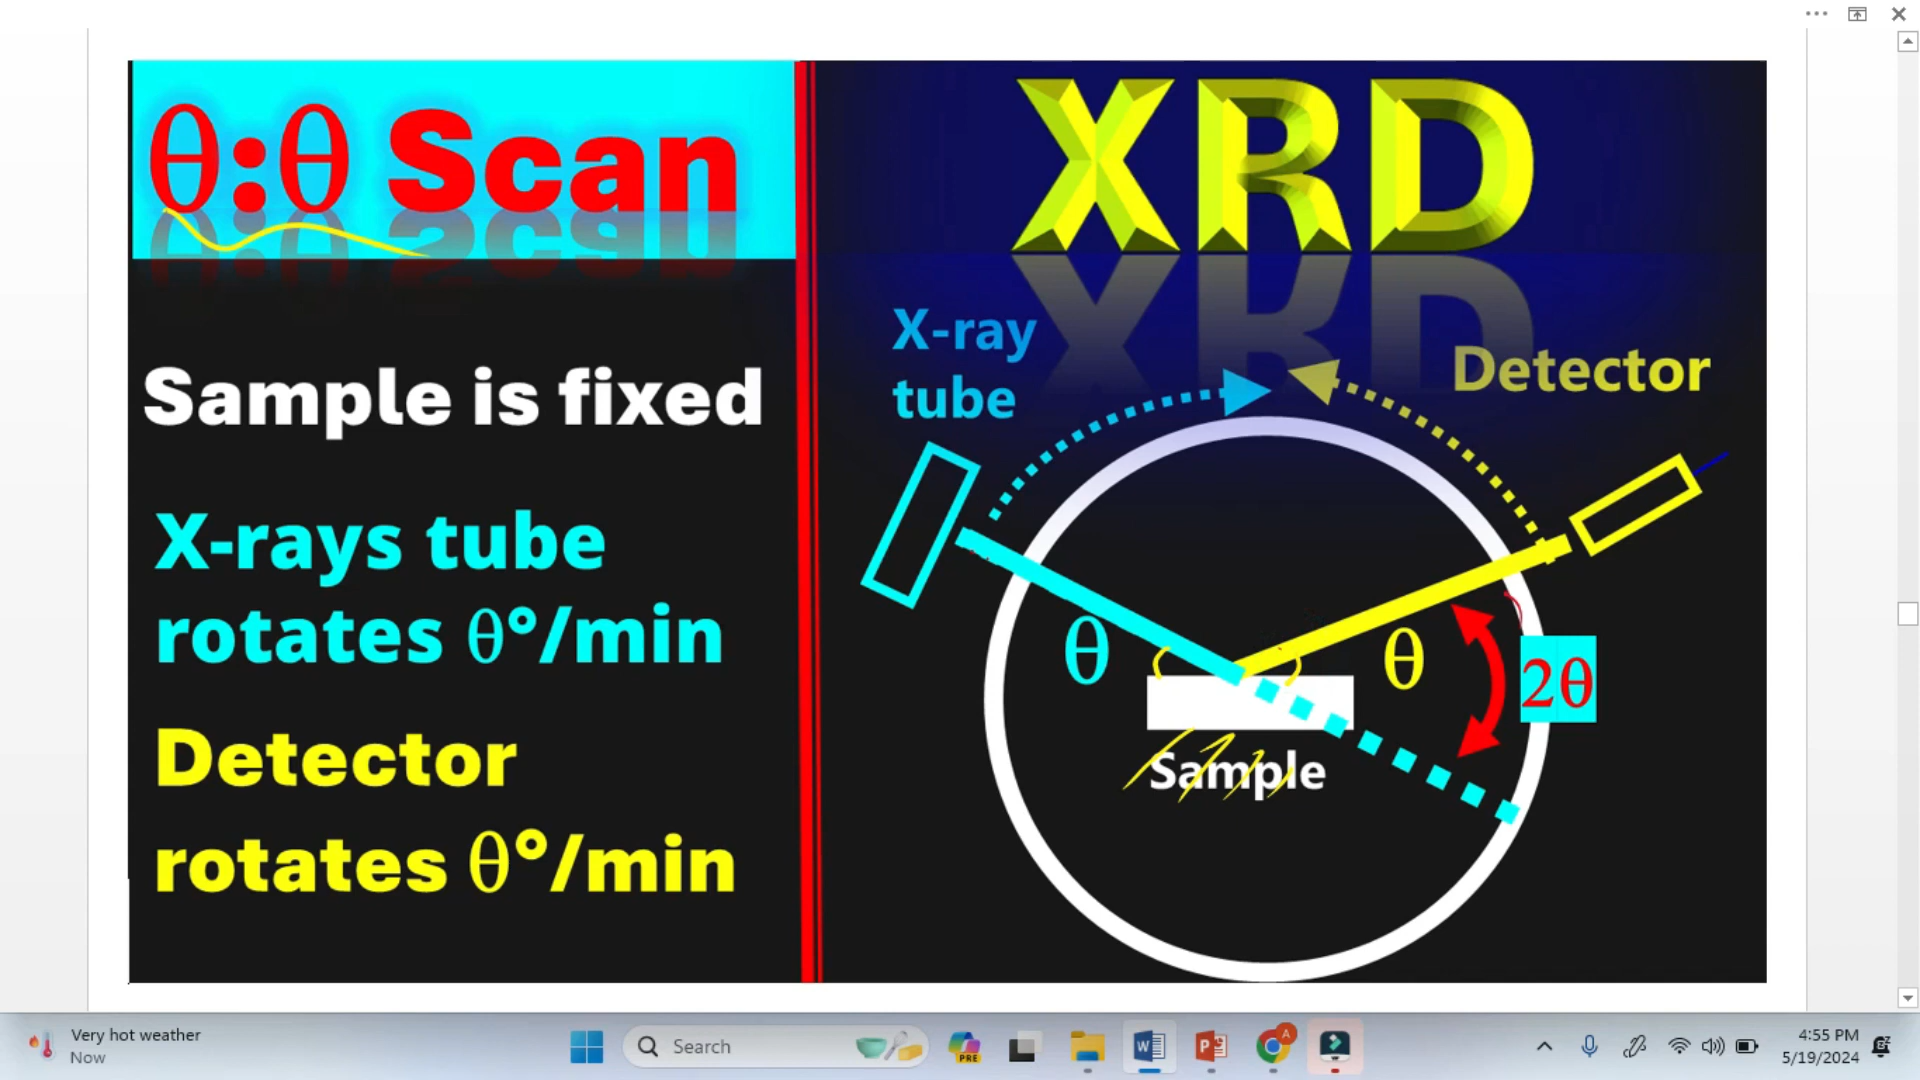 θ:θ Scan
Sample is fixed
X-rays tube
rotates θ°/min
Detector
rotates θ°/min
XRD
X-ray
tube
Detector
θ
θ
2θ
Sample
Very hot weather
Now
Search
PRE
A
4:55 PM
5/19/2024